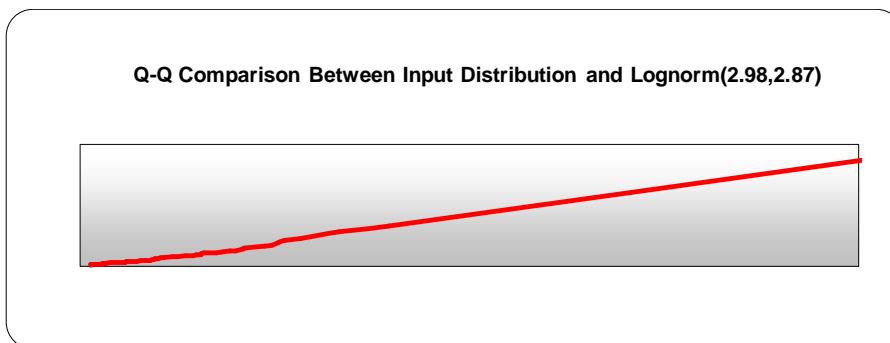 Q-Q Comparison Between Input Distribution and Lognorm(2.98,2.87)